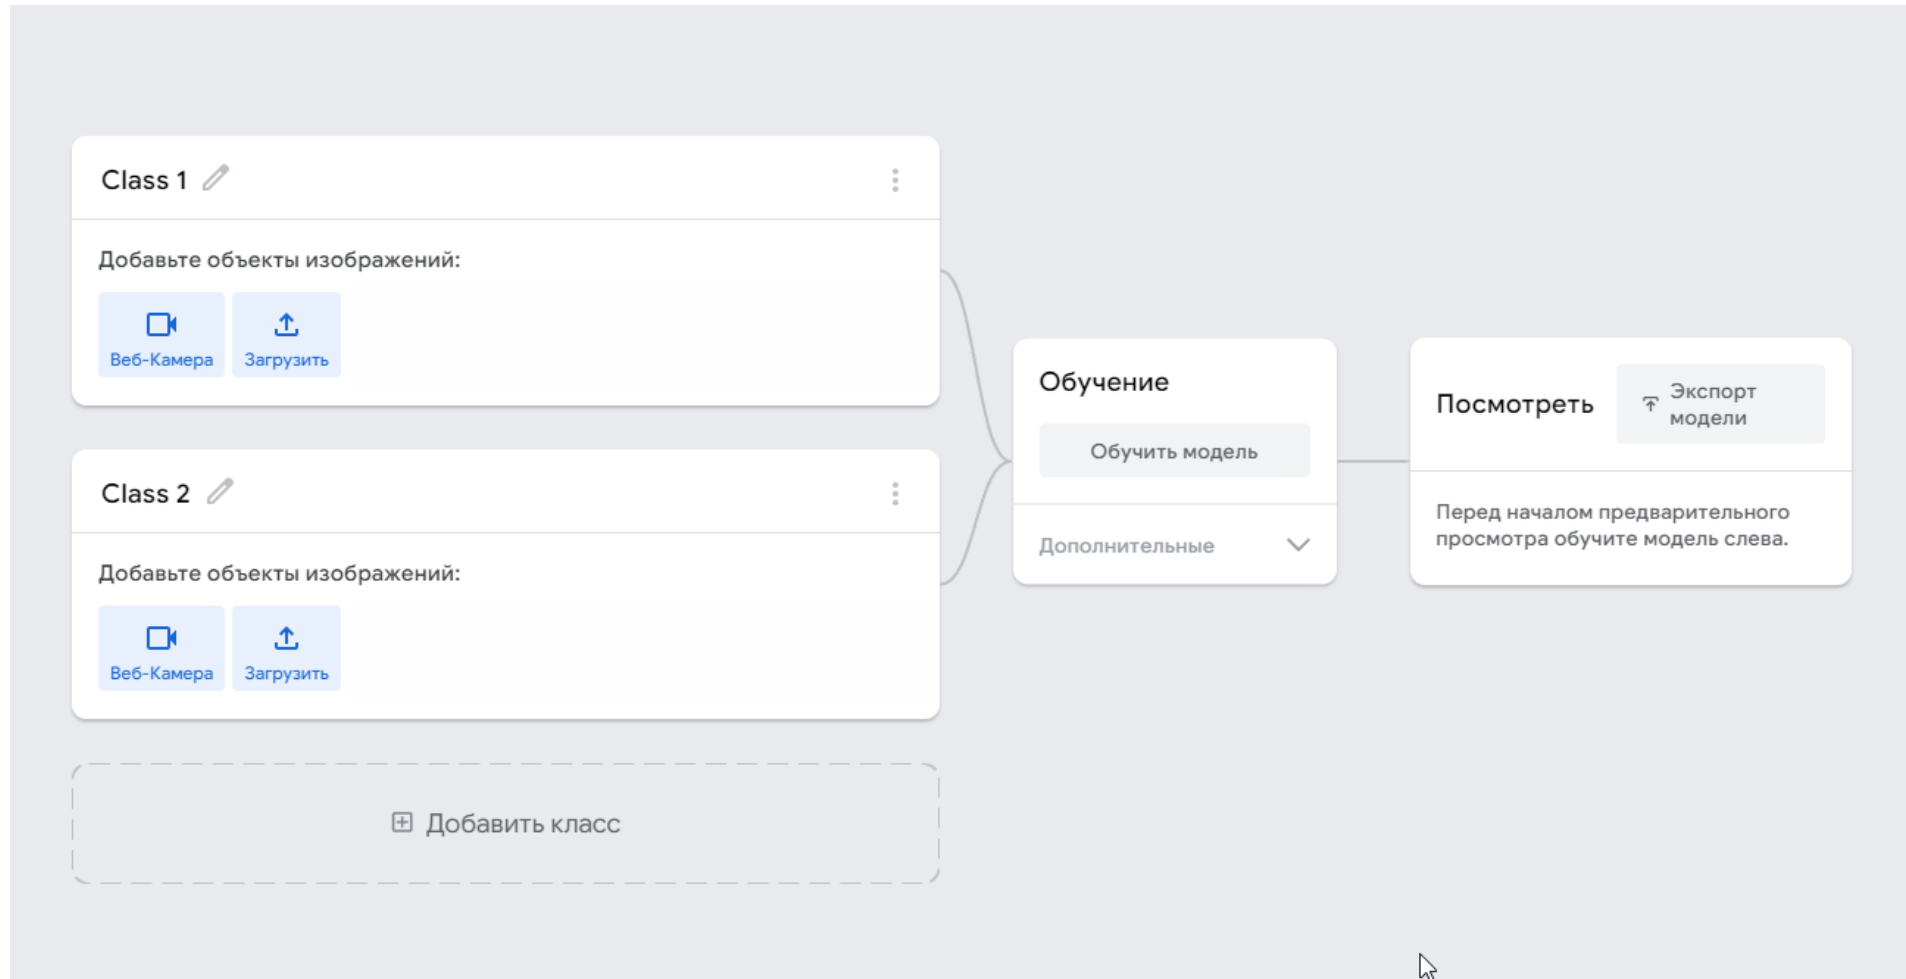 Class 1
Добавьте объекты изображений:
Веб-Камера
Загрузить
Class 2
Добавьте объекты изображений:
Веб-Камера
Загрузить
Добавить класс
Обучение
Обучить модель
Дополнительные
Посмотреть
Экспорт
модели
Перед началом предварительного
просмотра обучите модель слева.